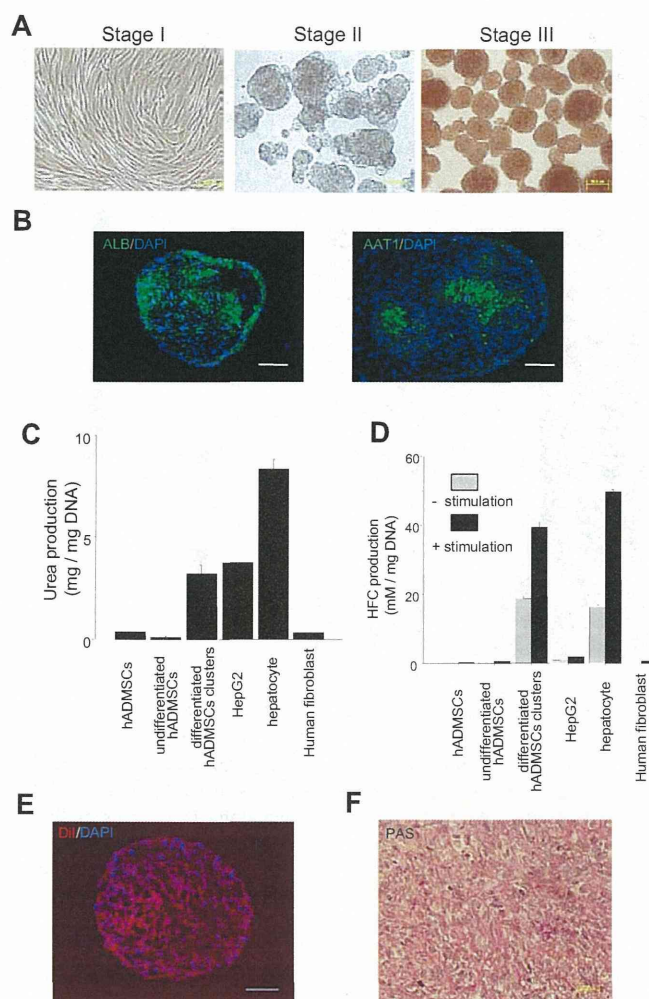 A
Stage I
Stage II
Stage III
B
ALB/DAPI
AAT1/DAPI
C
Urea production
(mg / mg DNA)
10
5
0
hADMSCs
undifferentiated
hADMSCs
differentiated
hADMSCs clusters
HepG2
hepatocyte
Human fibroblast
D
HFC production
(mM / mg DNA)
60
40
20
0
- stimulation
+ stimulation
hADMSCs
undifferentiated
hADMSCs
differentiated
hADMSCs clusters
HepG2
hepatocyte
Human fibroblast
E
DiI/DAPI
F
PAS